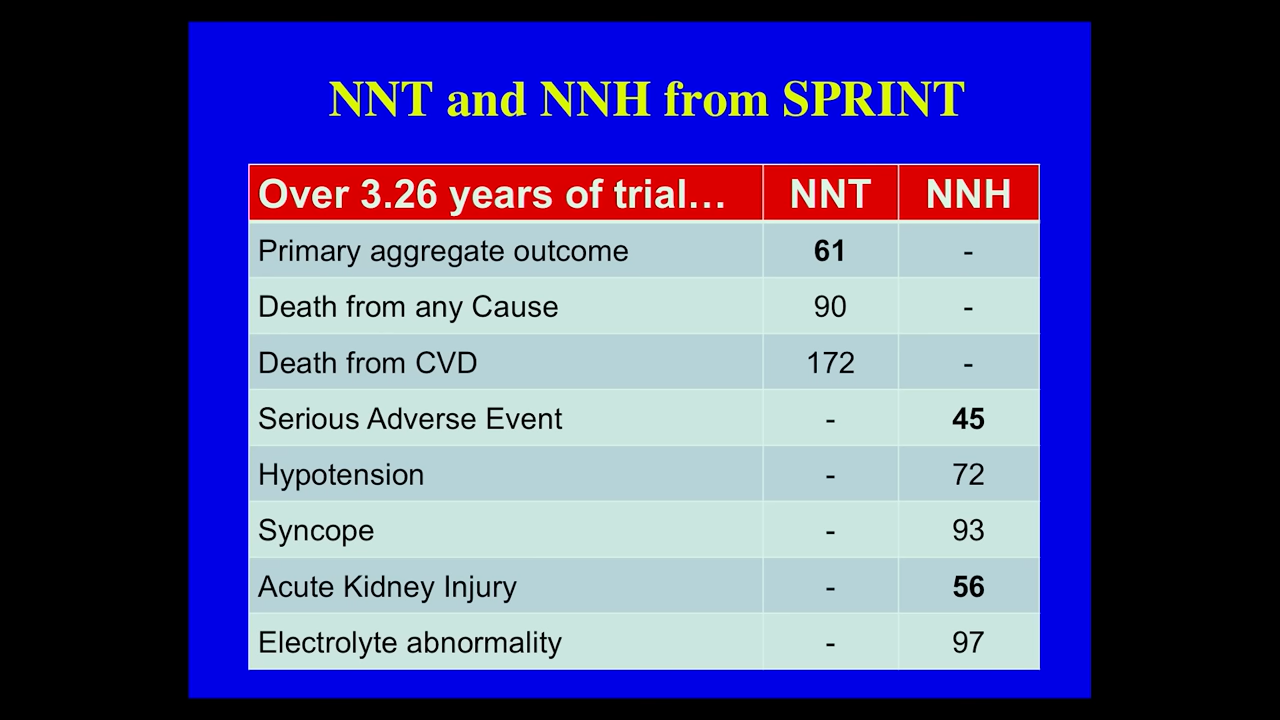 NNT and NNH from SPRINT
Over 3.26 years of trial… NNT NNH
Primary aggregate outcome 61 -
Death from any Cause 90 -
Death from CVD 172 -
Serious Adverse Event - 45
Hypotension - 72
Syncope - 93
Acute Kidney Injury - 56
Electrolyte abnormality - 97